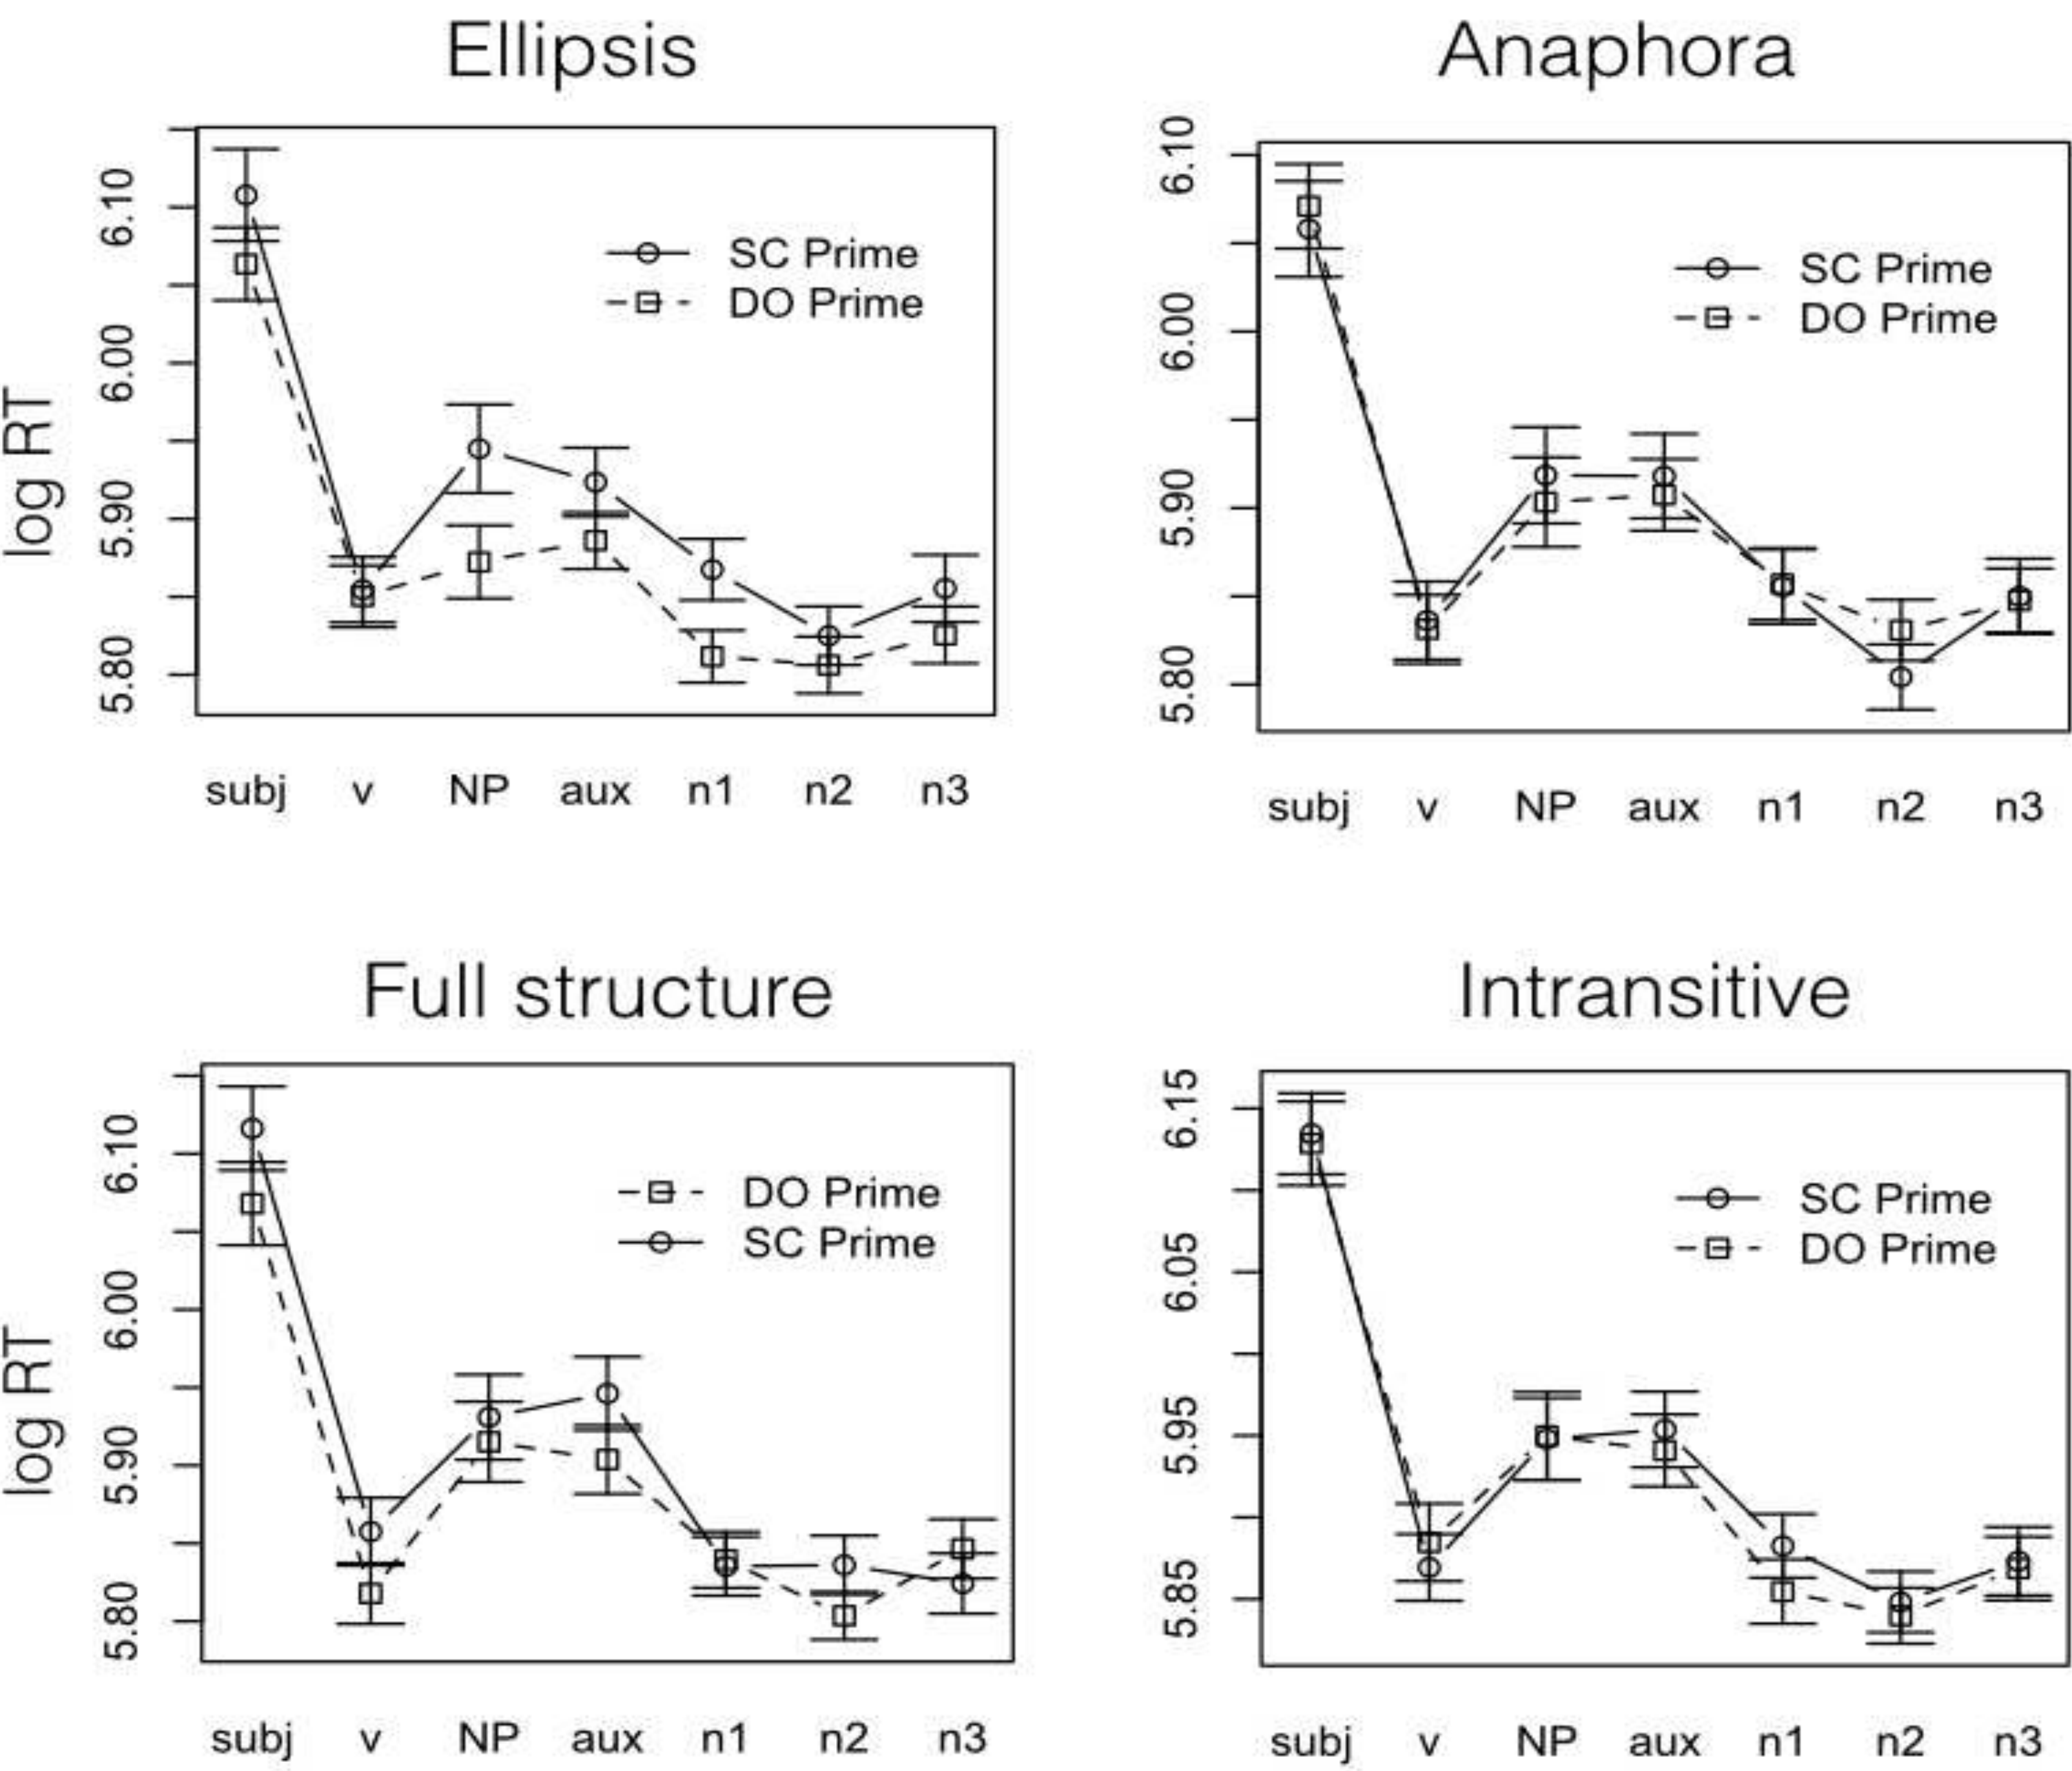 Ellipsis
log RT
6.10
6.00
5.90
5.80
SC Prime
DO Prime
subj v NP aux n1 n2 n3
Anaphora
6.10
6.00
5.90
5.80
SC Prime
DO Prime
subj v NP aux n1 n2 n3
Full structure
log RT
6.10
6.00
5.90
5.80
DO Prime
SC Prime
subj v NP aux n1 n2 n3
Intransitive
6.15
6.05
5.95
5.85
SC Prime
DO Prime
subj v NP aux n1 n2 n3